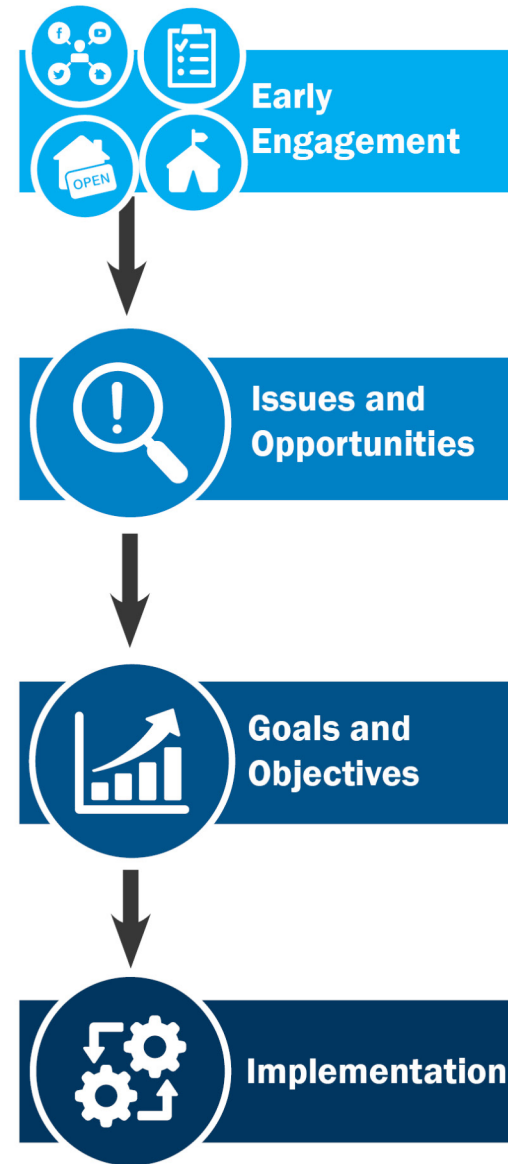 Early
Engagement
OPEN
Issues and
Opportunities
Goals and
Objectives
Implementation